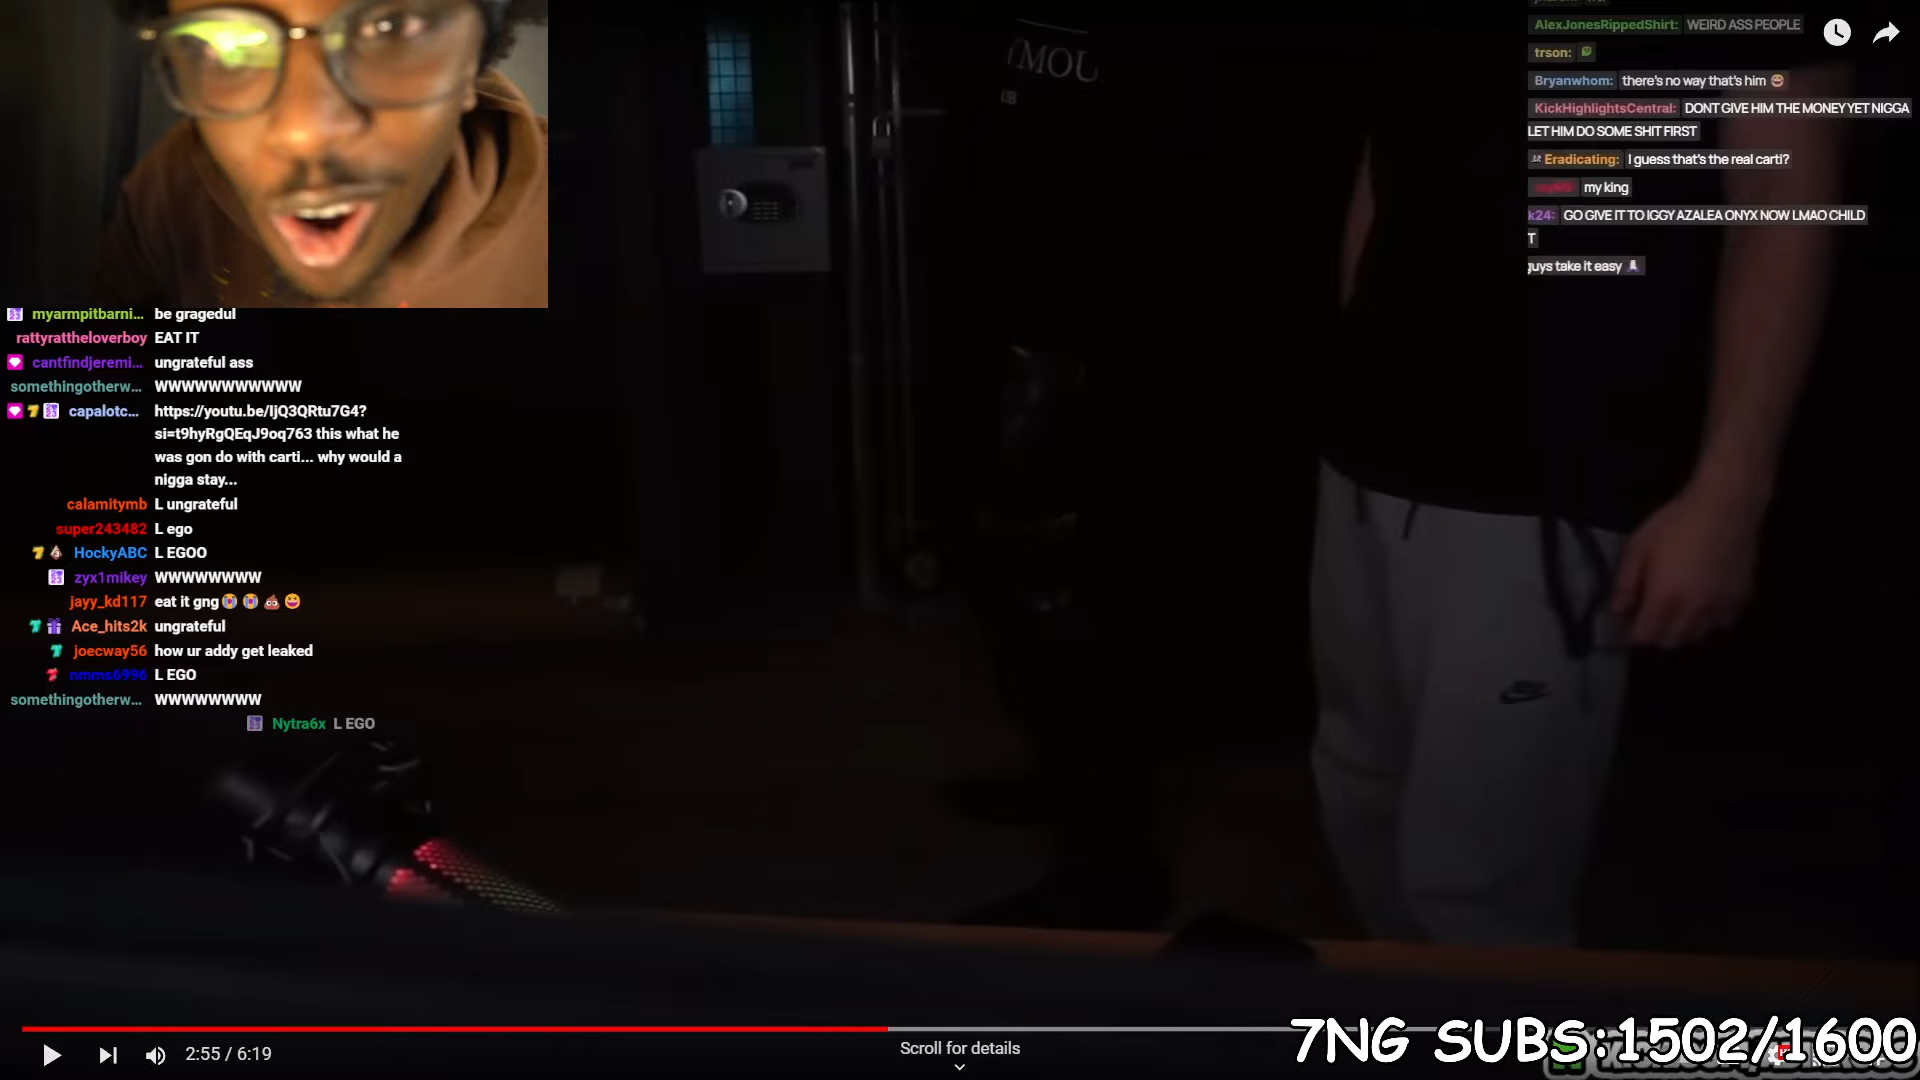 AlexJonesRippedShirt: WEIRD ASS PEOPLE
trson:
Bryanwhom: there's no way that's him
KickHighlightsCentral: DONT GIVE HIM THE MONEY YET NIGGA
LET HIM DO SOME SHIT FIRST
Eradicating: I guess that's the real carti?
my king
k24: GO GIVE IT TO IGGY AZALEA ONYX NOW LMAO CHILD
T
guys take it easy
YMOU
myarmpitbarni... be gragedul
rattyrattheloverboy EAT IT
cantfindjeremi... ungrateful ass
somethingotherw... WWWWWWWWWWW
capalotc... https://youtu.be/IjQ3QRtu7G4?
si=t9hyRgQEqJ9oq763 this what he
was gon do with carti... why would a
nigga stay...
calamitymb L ungrateful
super243482 L ego
HockyABC L EGOO
zyx1mikey WWWWWWWW
jayy_kd117 eat it gng
Ace_hits2k ungrateful
joecway56 how ur addy get leaked
nmms6996 L EGO
somethingotherw... WWWWWWWW
Nytra6x L EGO
7NG SUBS:1502/1600
2:55 / 6:19
Scroll for details